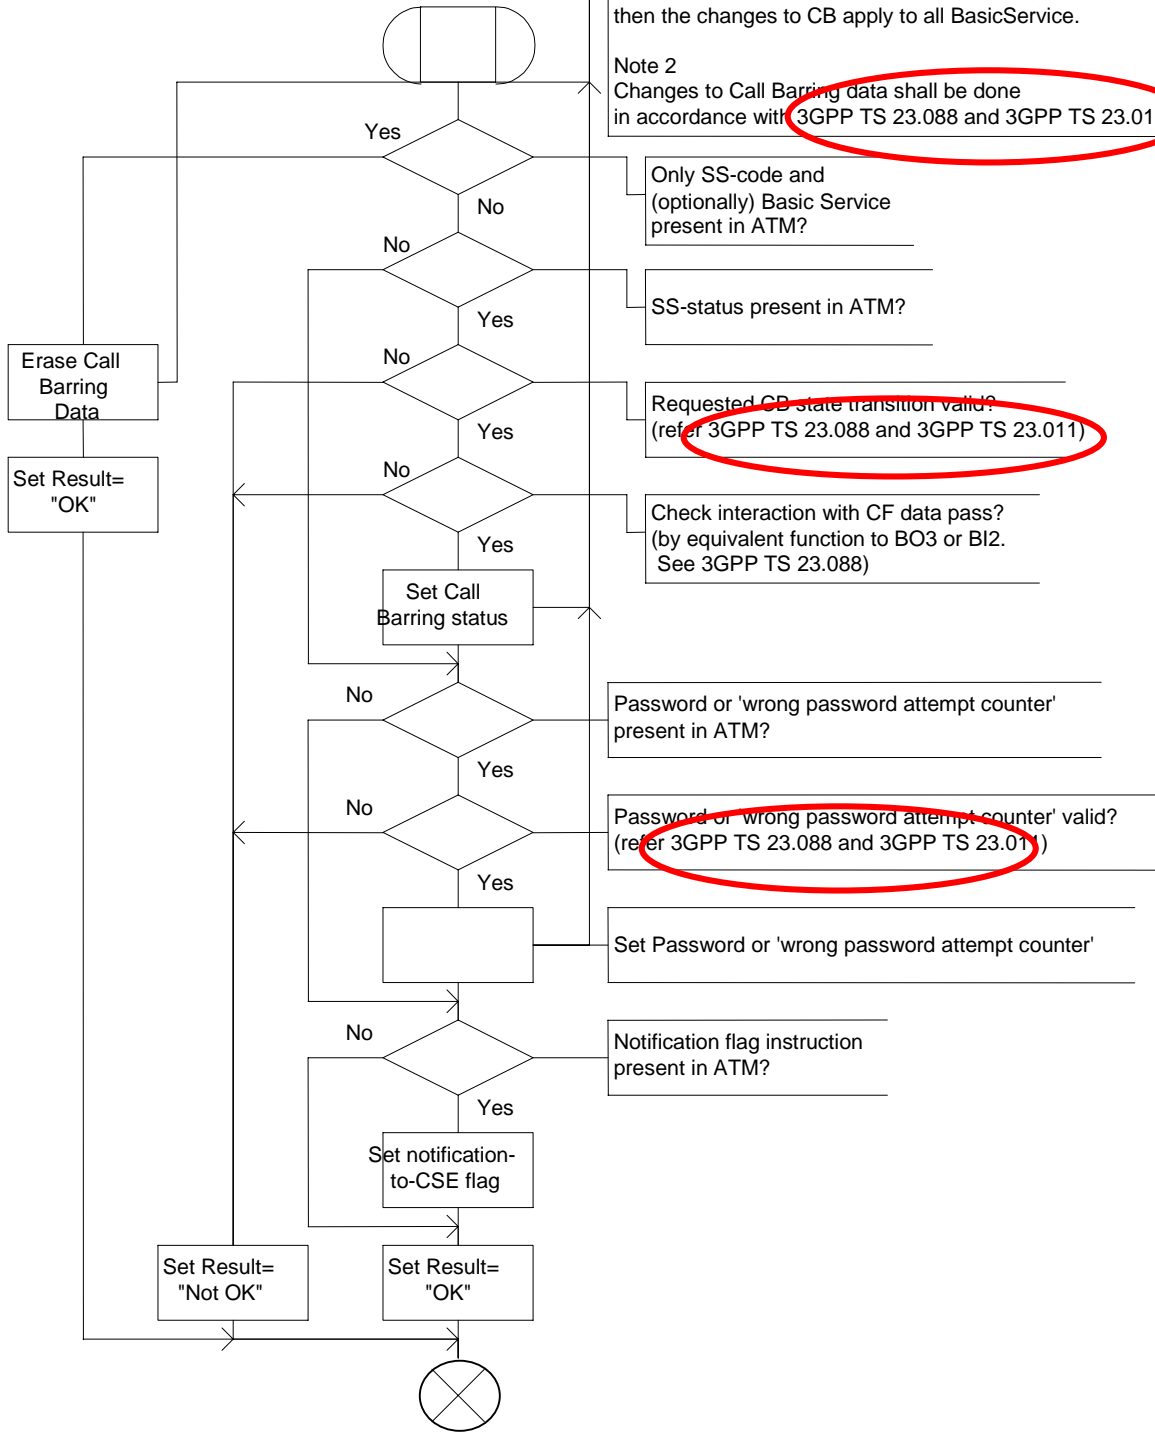 then the changes to CB apply to all BasicService.
Note 2
Changes to Call Barring data shall be done
in accordance with 3GPP TS 23.088 and 3GPP TS 23.01
Yes
Only SS-code and
(optionally) Basic Service
present in ATM?
No
No
SS-status present in ATM?
Yes
Erase Call
Barring
Data
No
Requested CB state transition valid?
(refer 3GPP TS 23.088 and 3GPP TS 23.011)
Yes
Set Result=
"OK"
No
Check interaction with CF data pass?
(by equivalent function to BO3 or BI2.
See 3GPP TS 23.088)
Yes
Set Call
Barring status
No
Password or 'wrong password attempt counter'
present in ATM?
Yes
No
Password or 'wrong password attempt counter' valid?
(refer 3GPP TS 23.088 and 3GPP TS 23.011)
Yes
Set Password or 'wrong password attempt counter'
No
Notification flag instruction
present in ATM?
Yes
Set notification-
to-CSE flag
Set Result=
"Not OK"
Set Result=
"OK"